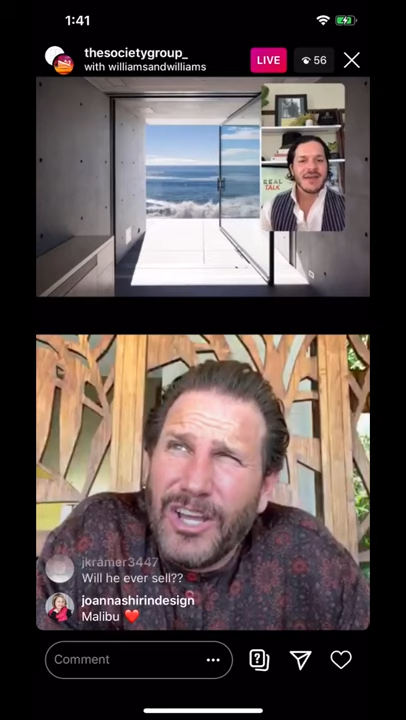 1:41
thesocietygroup_
with williamsandwilliams
LIVE
56
REAL
TALK
jkramer3447
Will he ever sell??
joannashirindesign
Malibu ❤️
Comment